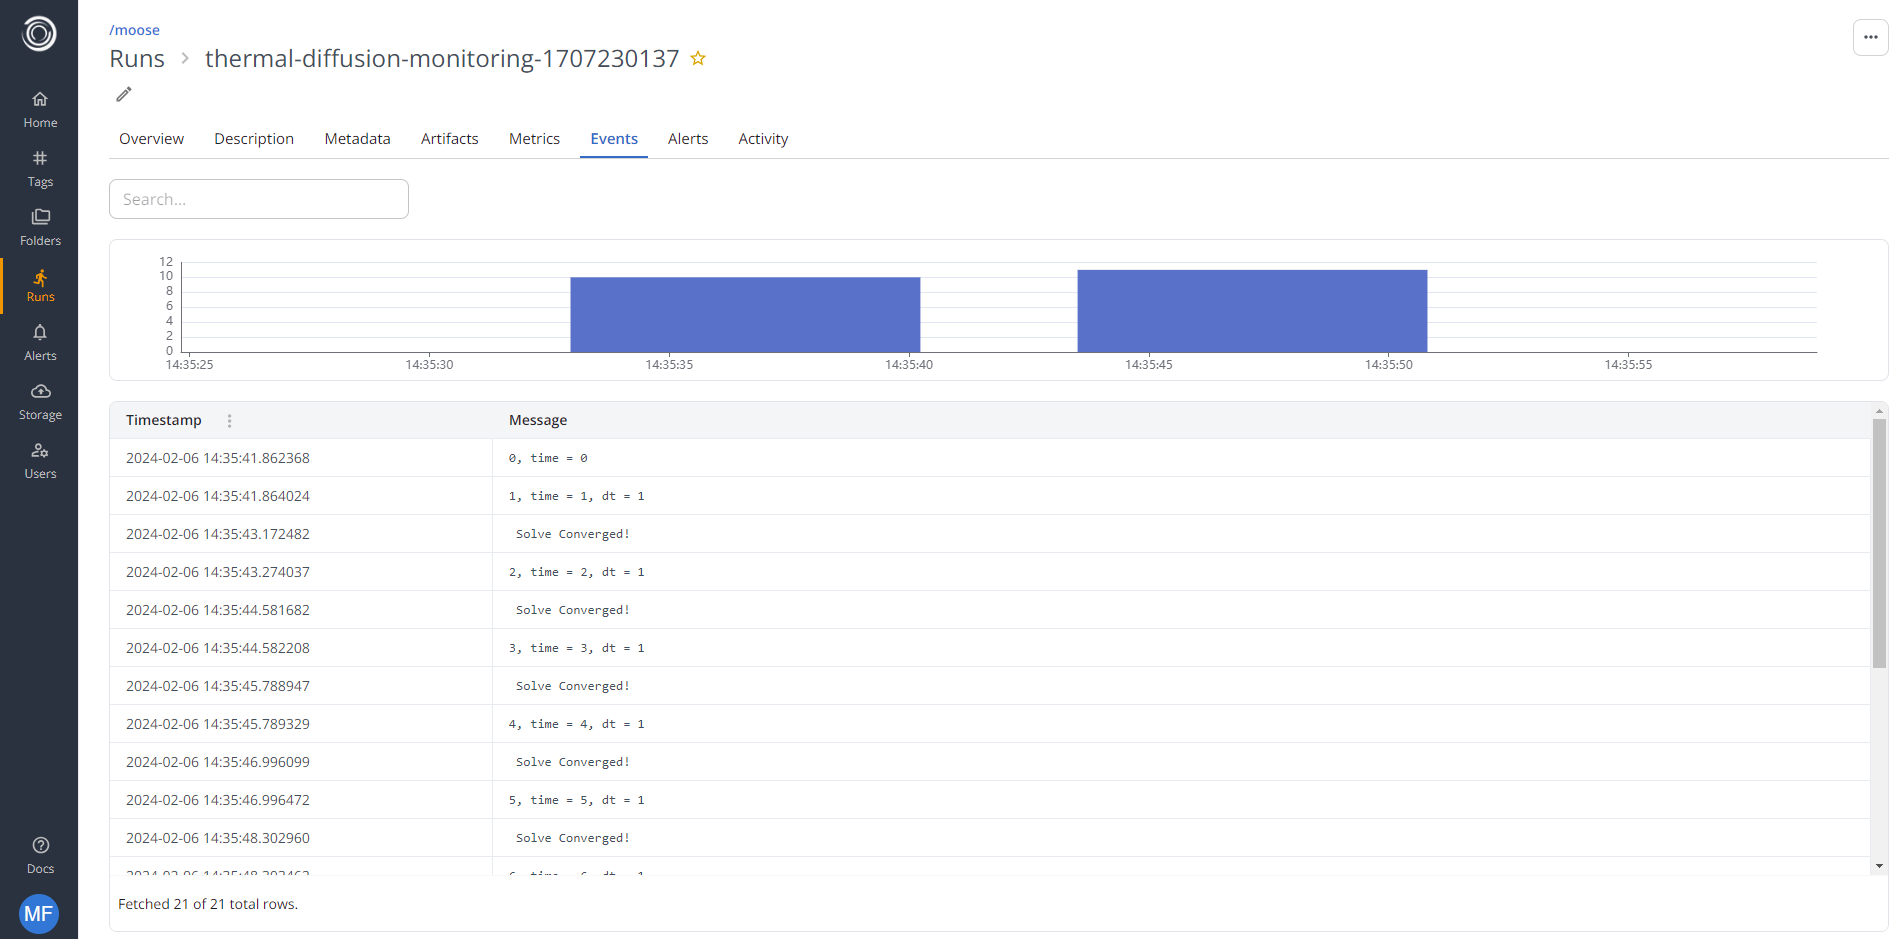 /moose
Runs > thermal-diffusion-monitoring-1707230137
Home
Tags
Folders
Runs
Alerts
Storage
Users
Docs
MF
Overview Description Metadata Artifacts Metrics Events Alerts Activity
Search...
12
10
8
6
4
2
0
14:35:25 14:35:30 14:35:35 14:35:40 14:35:45 14:35:50 14:35:55
Timestamp Message
2024-02-06 14:35:41.862368 0, time = 0
2024-02-06 14:35:41.864024 1, time = 1, dt = 1
2024-02-06 14:35:43.172482 Solve Converged!
2024-02-06 14:35:43.274037 2, time = 2, dt = 1
2024-02-06 14:35:44.581682 Solve Converged!
2024-02-06 14:35:44.582208 3, time = 3, dt = 1
2024-02-06 14:35:45.788947 Solve Converged!
2024-02-06 14:35:45.789329 4, time = 4, dt = 1
2024-02-06 14:35:46.996099 Solve Converged!
2024-02-06 14:35:46.996472 5, time = 5, dt = 1
2024-02-06 14:35:48.302960 Solve Converged!
Fetched 21 of 21 total rows.